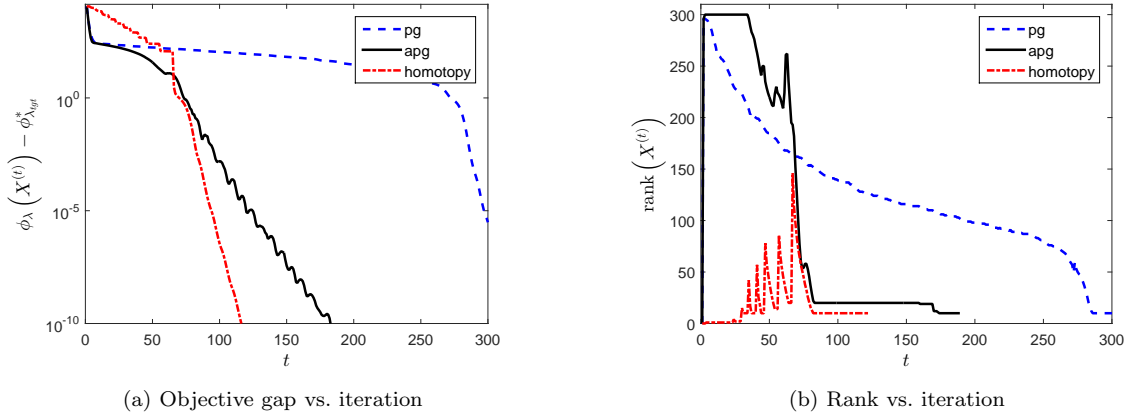 pg
apg
homotopy
10^0
10^-5
10^-10
0
50
100
150
200
250
300
t
ϕ_λ (X^(t)) − ϕ*_λ_tgt
(a) Objective gap vs. iteration
pg
apg
homotopy
300
250
200
150
100
50
0
0
50
100
150
200
250
300
t
rank (X^(t))
(b) Rank vs. iteration